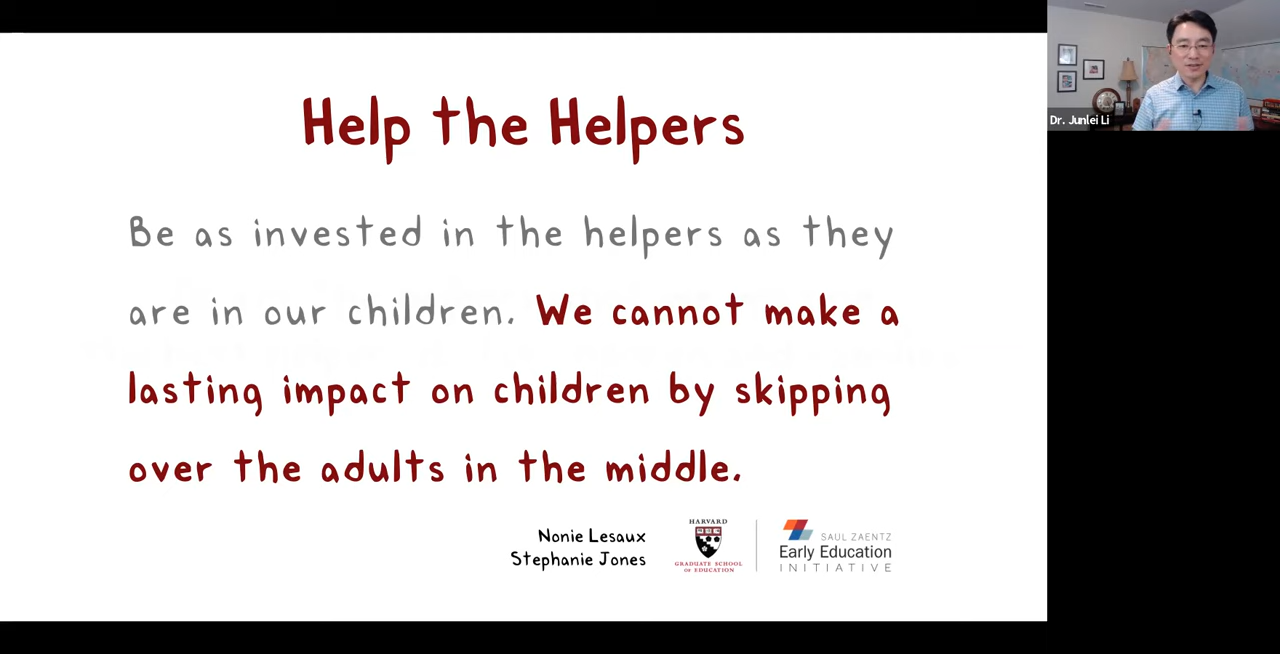 Help the Helpers
Be as invested in the helpers as they
are in our children. We cannot make a
lasting impact on children by skipping
over the adults in the middle.
Nonie Lesaux
Stephanie Jones
HARVARD
GRADUATE SCHOOL
OF EDUCATION
SAUL ZAENTZ
Early Education
INITIATIVE
Dr. Junlei Li